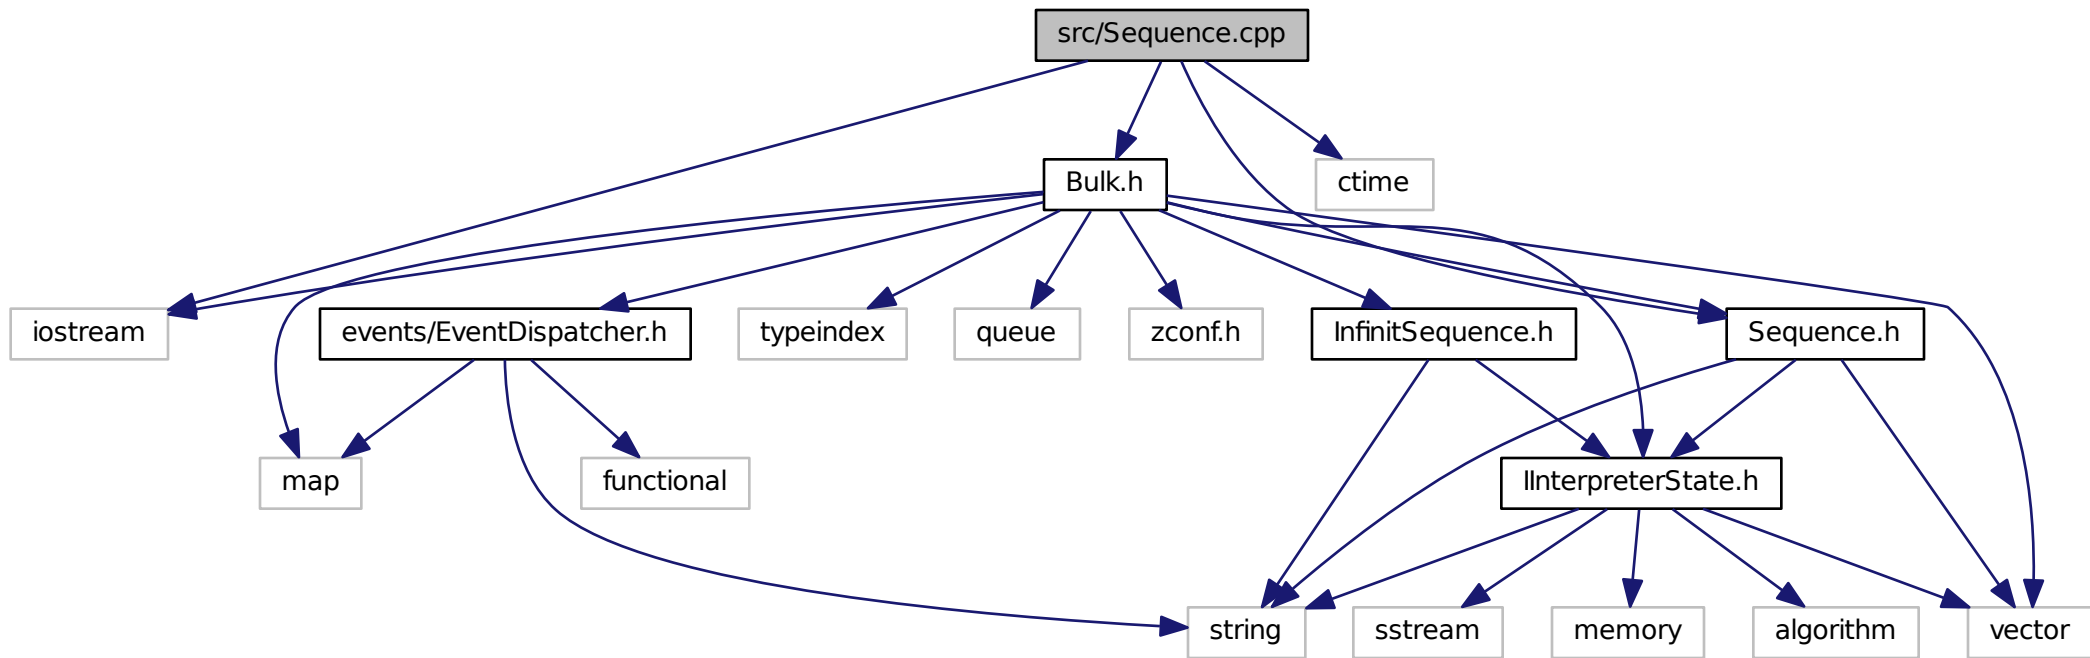 src/Sequence.cpp
Bulk.h
ctime
iostream
events/EventDispatcher.h
typeindex
queue
zconf.h
InfinitSequence.h
Sequence.h
map
functional
IInterpreterState.h
string
sstream
memory
algorithm
vector